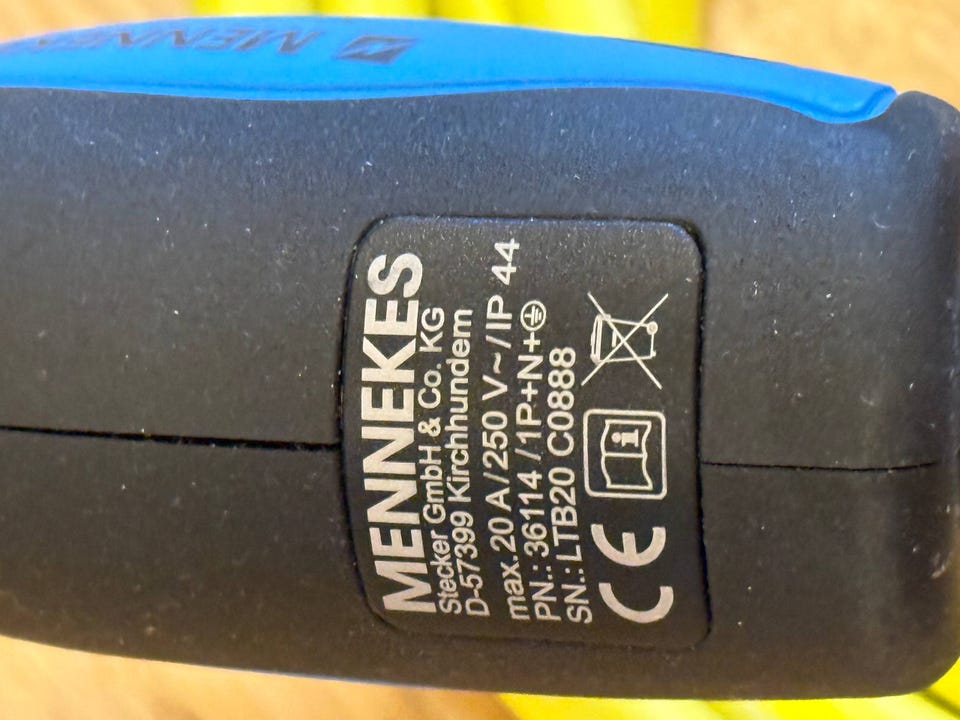 MENNEKES
MENNEKES
Stecker GmbH & Co. KG
D-57399 Kirchhundem
max. 20 A/250 V~/IP 44
PN.: 36114 /1P+N+⏚
SN.: LTB20 C0888
CE